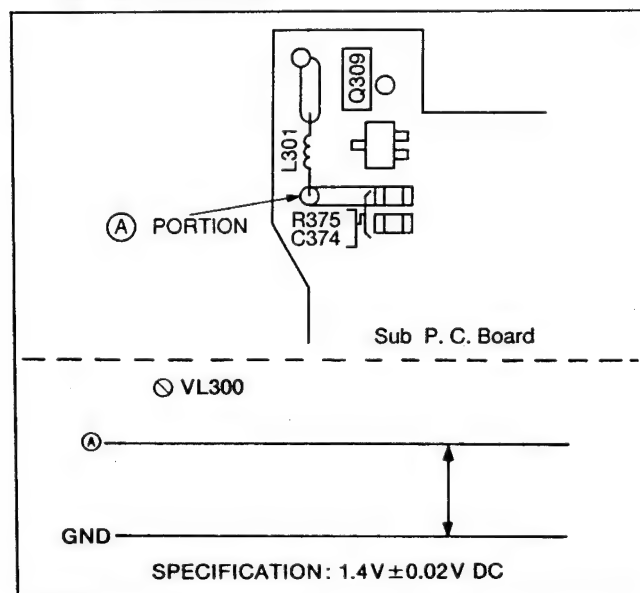 Q309
L301
Ⓐ PORTION
R375
C374
Sub P. C. Board
VL300
Ⓐ
GND
SPECIFICATION: 1.4V±0.02V DC